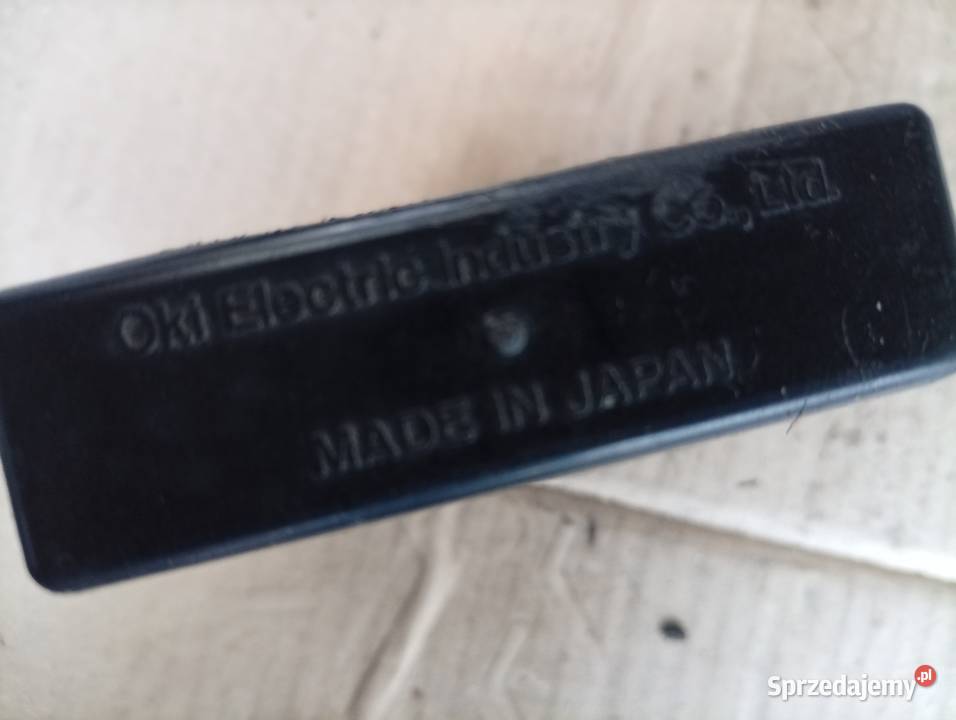 Oki Electric Industry Co., Ltd.
MADE IN JAPAN
Sprzedajemy.pl